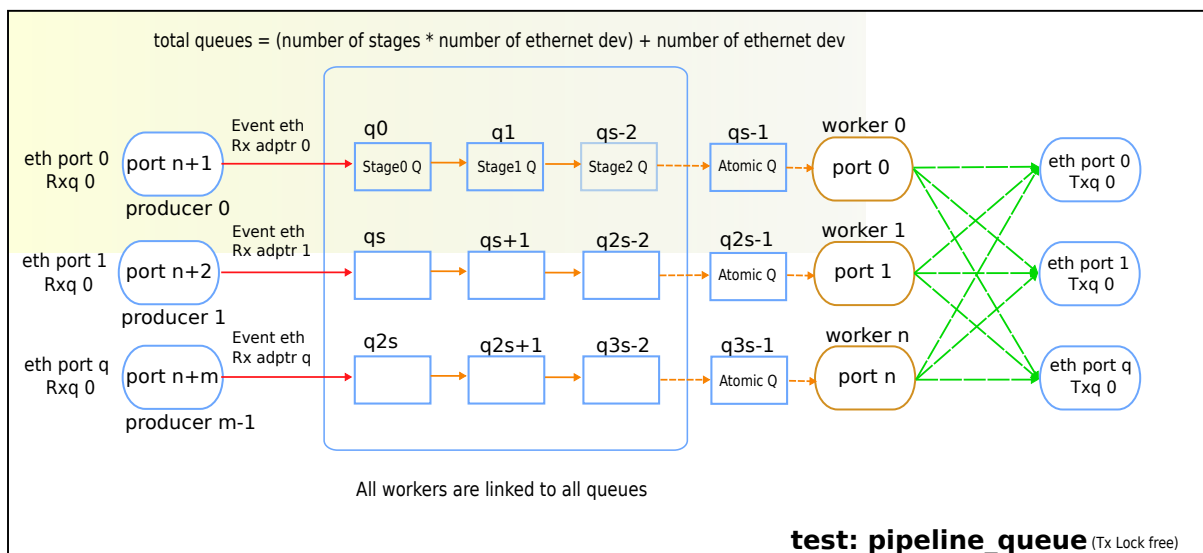 total queues = (number of stages * number of ethernet dev) + number of ethernet dev
eth port 0
Rxq 0
port n+1
producer 0
Event eth
Rx adptr 0
q0
Stage0 Q
q1
Stage1 Q
qs-2
Stage2 Q
qs-1
Atomic Q
worker 0
port 0
eth port 0
Txq 0
eth port 1
Rxq 0
port n+2
producer 1
Event eth
Rx adptr 1
qs
qs+1
q2s-2
q2s-1
Atomic Q
worker 1
port 1
eth port 1
Txq 0
eth port q
Rxq 0
port n+m
producer m-1
Event eth
Rx adptr q
q2s
q2s+1
q3s-2
q3s-1
Atomic Q
worker n
port n
eth port q
Txq 0
All workers are linked to all queues
test: pipeline_queue (Tx Lock free)